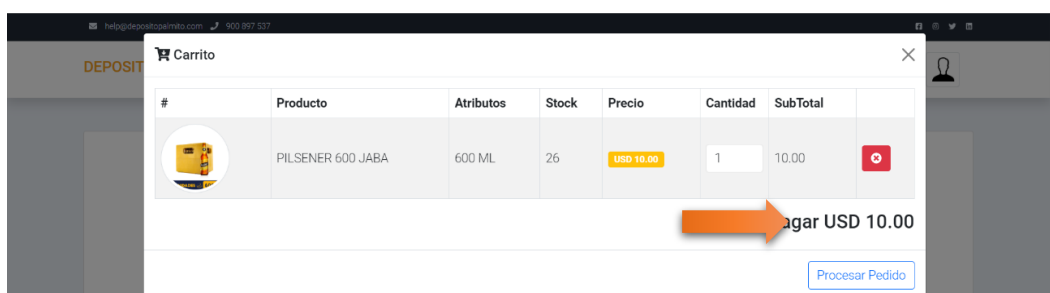 help@depositopalmito.com 900 897 537
DEPOSIT
Carrito
# Producto Atributos Stock Precio Cantidad SubTotal
PILSENER 600 JABA 600 ML 26 USD 10.00 1 10.00
agar USD 10.00
Procesar Pedido